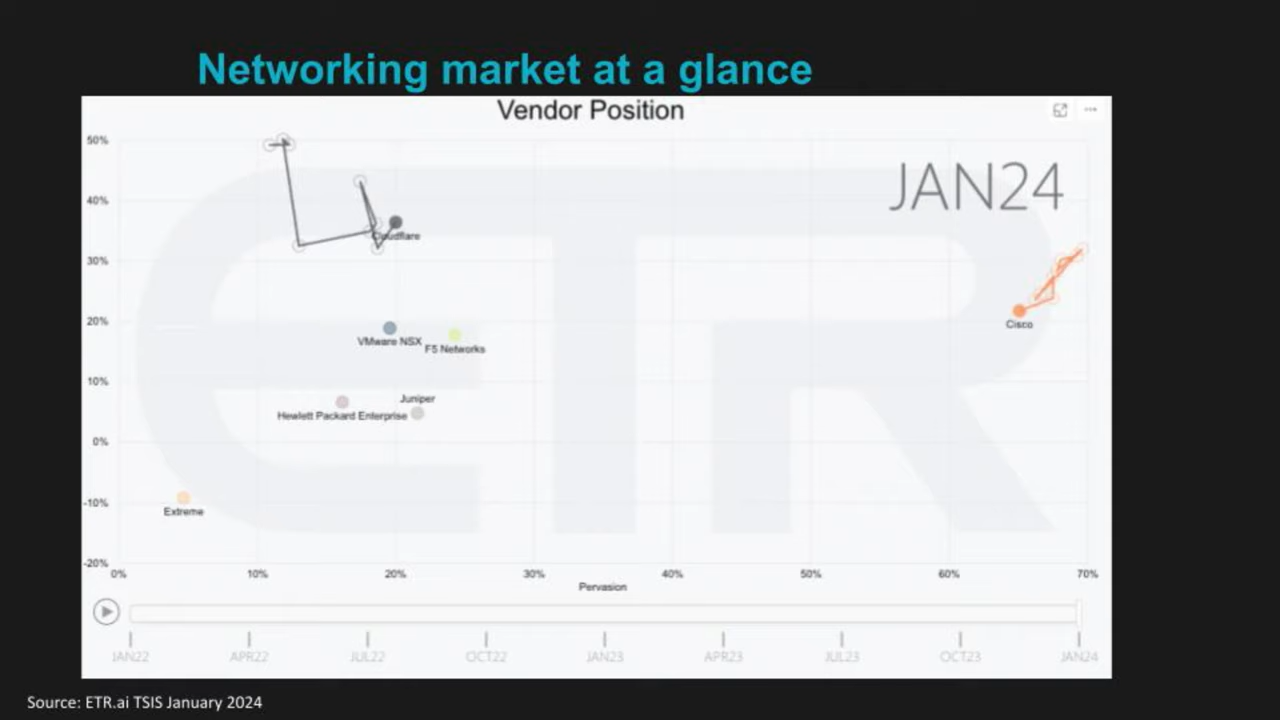 Networking market at a glance
Vendor Position
JAN24
50%
40%
30%
20%
10%
0%
-10%
-20%
Cloudflare
Cisco
VMware NSX
F5 Networks
Juniper
Hewlett Packard Enterprise
Extreme
0% 10% 20% 30% 40% 50% 60% 70%
Pervasion
JAN22 APR22 JUL22 OCT22 JAN23 APR23 JUL23 OCT23 JAN24
ETR
Source: ETR.ai TSIS January 2024